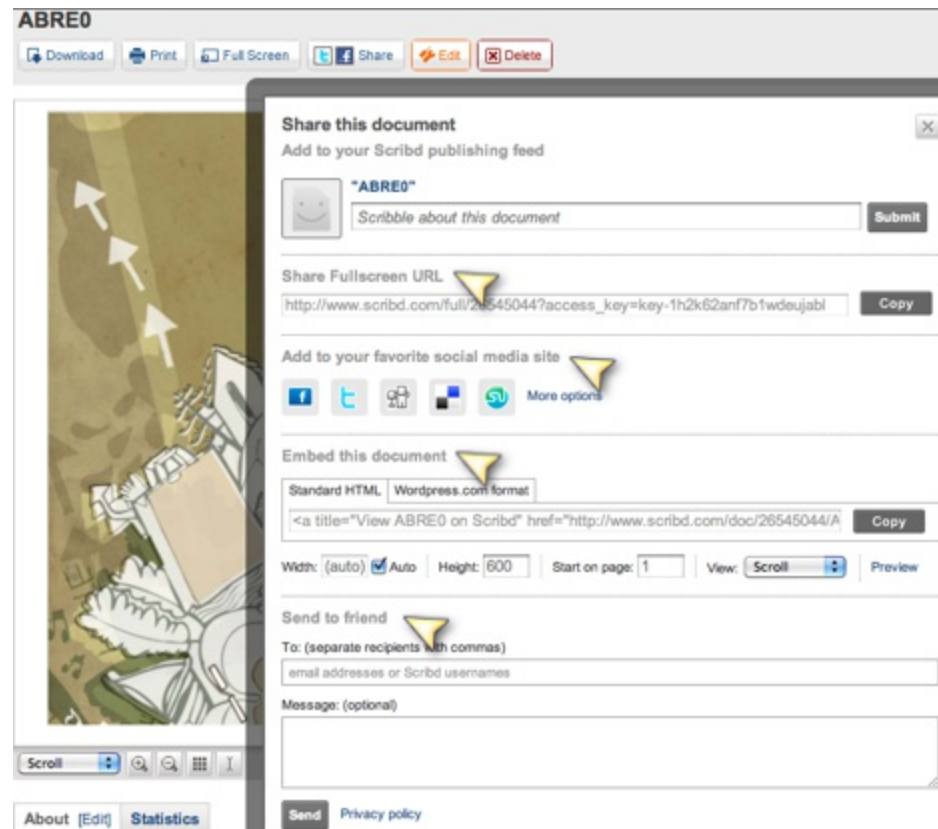 ABRE0
Download Print Full Screen Share Edit Delete
Share this document
Add to your Scribd publishing feed
"ABRE0"
Scribble about this document Submit
Share Fullscreen URL
http://www.scribd.com/full/26545044?access_key=key-1h2k62anf7b1wdeujabl Copy
Add to your favorite social media site
More options
Embed this document
Standard HTML Wordpress.com format
<a title="View ABRE0 on Scribd" href="http://www.scribd.com/doc/26545044/A Copy
Width: (auto) Auto Height: 600 Start on page: 1 View: Scroll Preview
Send to friend
To: (separate recipients with commas)
email addresses or Scribd usernames
Message: (optional)
Scroll
Send Privacy policy
About [Edit] Statistics